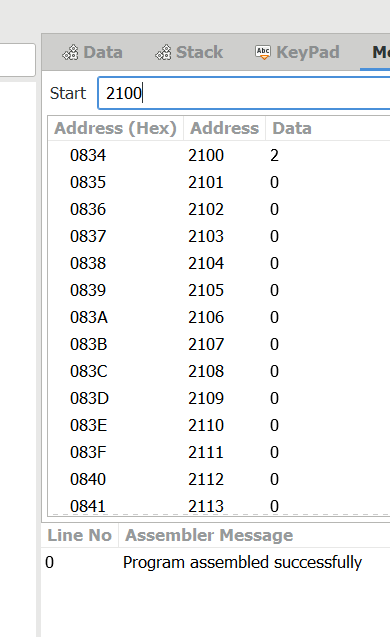 Data Stack KeyPad Me
Start 2100
Address (Hex) Address Data
0834 2100 2
0835 2101 0
0836 2102 0
0837 2103 0
0838 2104 0
0839 2105 0
083A 2106 0
083B 2107 0
083C 2108 0
083D 2109 0
083E 2110 0
083F 2111 0
0840 2112 0
0841 2113 0
Line No Assembler Message
0 Program assembled successfully